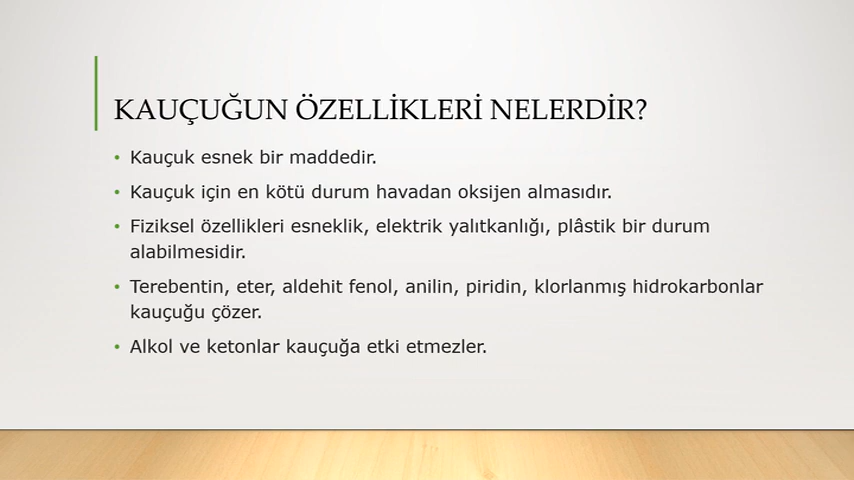 KAUÇUĞUN ÖZELLİKLERİ NELERDİR?
• Kauçuk esnek bir maddedir.
• Kauçuk için en kötü durum havadan oksijen almasıdır.
• Fiziksel özellikleri esneklik, elektrik yalıtkanlığı, plâstik bir durum
alabilmesidir.
• Terebentin, eter, aldehit fenol, anilin, piridin, klorlanmış hidrokarbonlar
kauçuğu çözer.
• Alkol ve ketonlar kauçuğa etki etmezler.